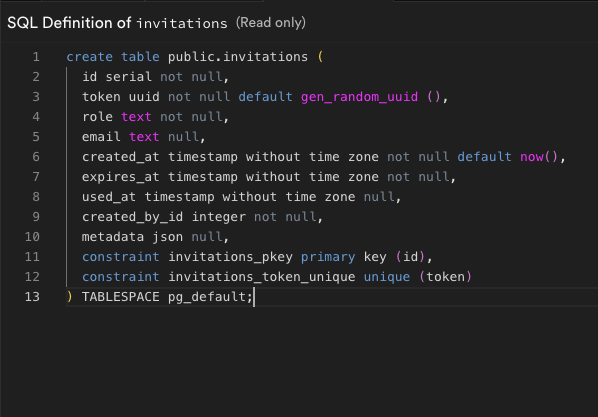 SQL Definition of invitations (Read only)
1 create table public.invitations (
2 id serial not null,
3 token uuid not null default gen_random_uuid (),
4 role text not null,
5 email text null,
6 created_at timestamp without time zone not null default now(),
7 expires_at timestamp without time zone not null,
8 used_at timestamp without time zone null,
9 created_by_id integer not null,
10 metadata json null,
11 constraint invitations_pkey primary key (id),
12 constraint invitations_token_unique unique (token)
13 ) TABLESPACE pg_default;